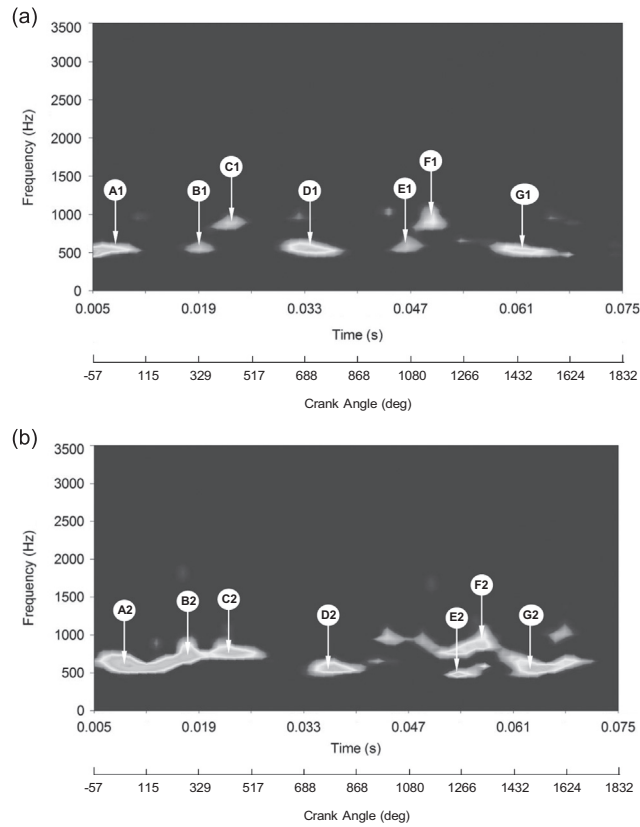 (a)
3500
3000
2500
2000
1500
1000
500
0
Frequency (Hz)
A1
B1
C1
D1
E1
F1
G1
0.005 0.019 0.033 0.047 0.061 0.075
Time (s)
-57 115 329 517 688 868 1080 1266 1432 1624 1832
Crank Angle (deg)
(b)
3500
3000
2500
2000
1500
1000
500
0
Frequency (Hz)
A2
B2
C2
D2
E2
F2
G2
0.005 0.019 0.033 0.047 0.061 0.075
Time (s)
-57 115 329 517 688 868 1080 1266 1432 1624 1832
Crank Angle (deg)